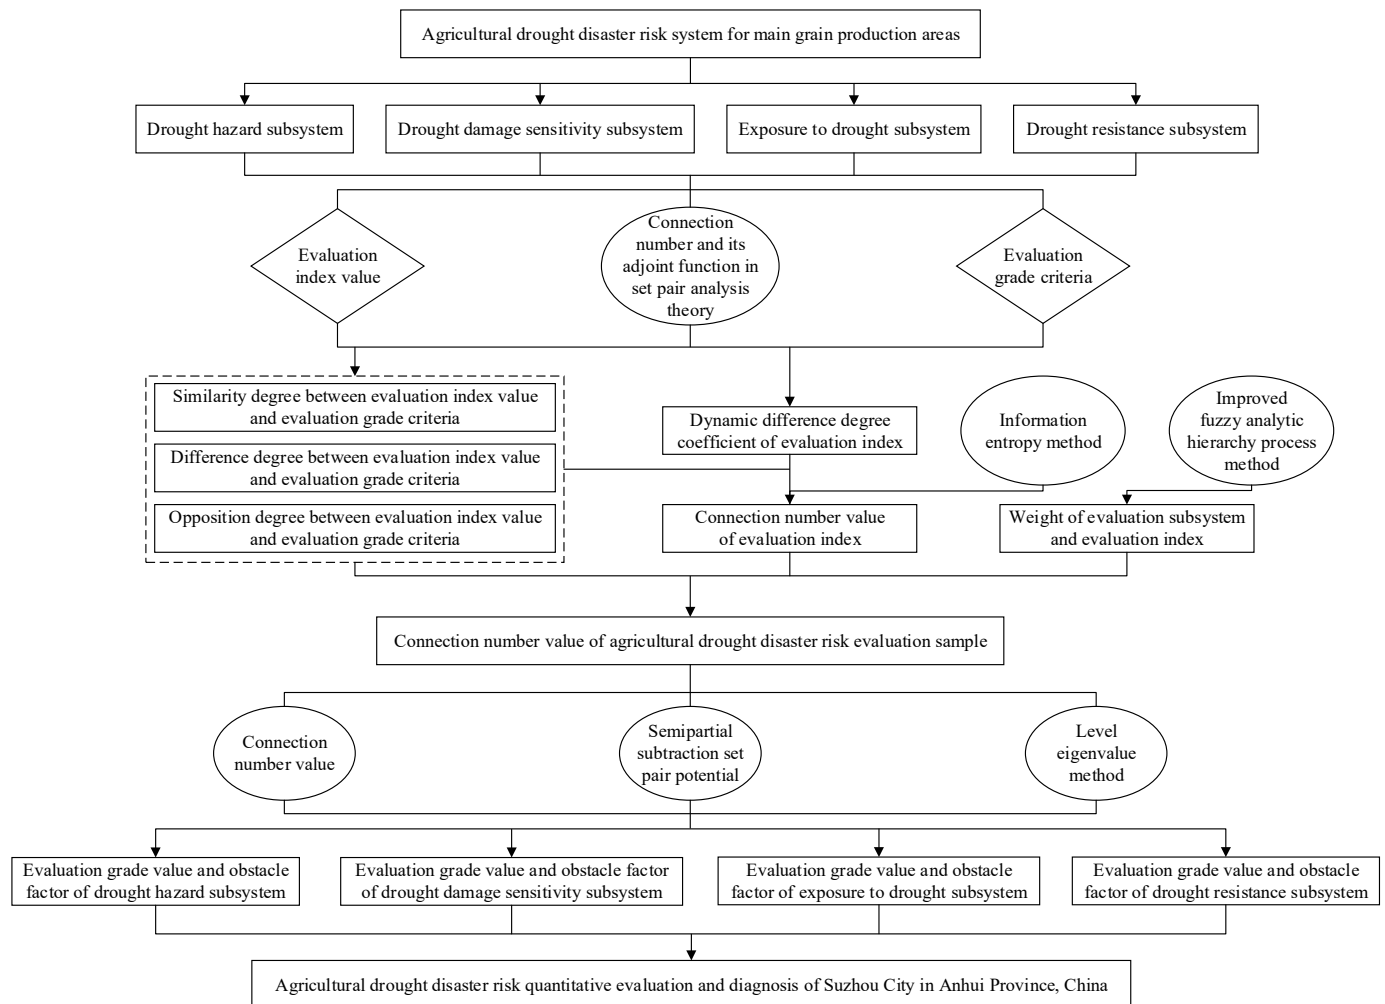 Agricultural drought disaster risk system for main grain production areas
Drought hazard subsystem
Drought damage sensitivity subsystem
Exposure to drought subsystem
Drought resistance subsystem
Evaluation
index value
Connection
number and its
adjoint function in
set pair analysis
theory
Evaluation
grade criteria
Similarity degree between evaluation index value
and evaluation grade criteria
Difference degree between evaluation index value
and evaluation grade criteria
Opposition degree between evaluation index value
and evaluation grade criteria
Dynamic difference degree
coefficient of evaluation index
Information
entropy method
Improved
fuzzy analytic
hierarchy process
method
Connection number value
of evaluation index
Weight of evaluation subsystem
and evaluation index
Connection number value of agricultural drought disaster risk evaluation sample
Connection
number value
Semipartial
subtraction set
pair potential
Level
eigenvalue
method
Evaluation grade value and obstacle
factor of drought hazard subsystem
Evaluation grade value and obstacle factor
of drought damage sensitivity subsystem
Evaluation grade value and obstacle
factor of exposure to drought subsystem
Evaluation grade value and obstacle
factor of drought resistance subsystem
Agricultural drought disaster risk quantitative evaluation and diagnosis of Suzhou City in Anhui Province, China